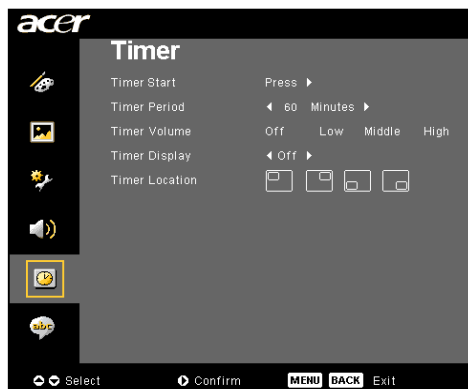 acer
Timer
Timer Start Press
Timer Period 60 Minutes
Timer Volume Off Low Middle High
Timer Display Off
Timer Location
abc
Select Confirm MENU BACK Exit